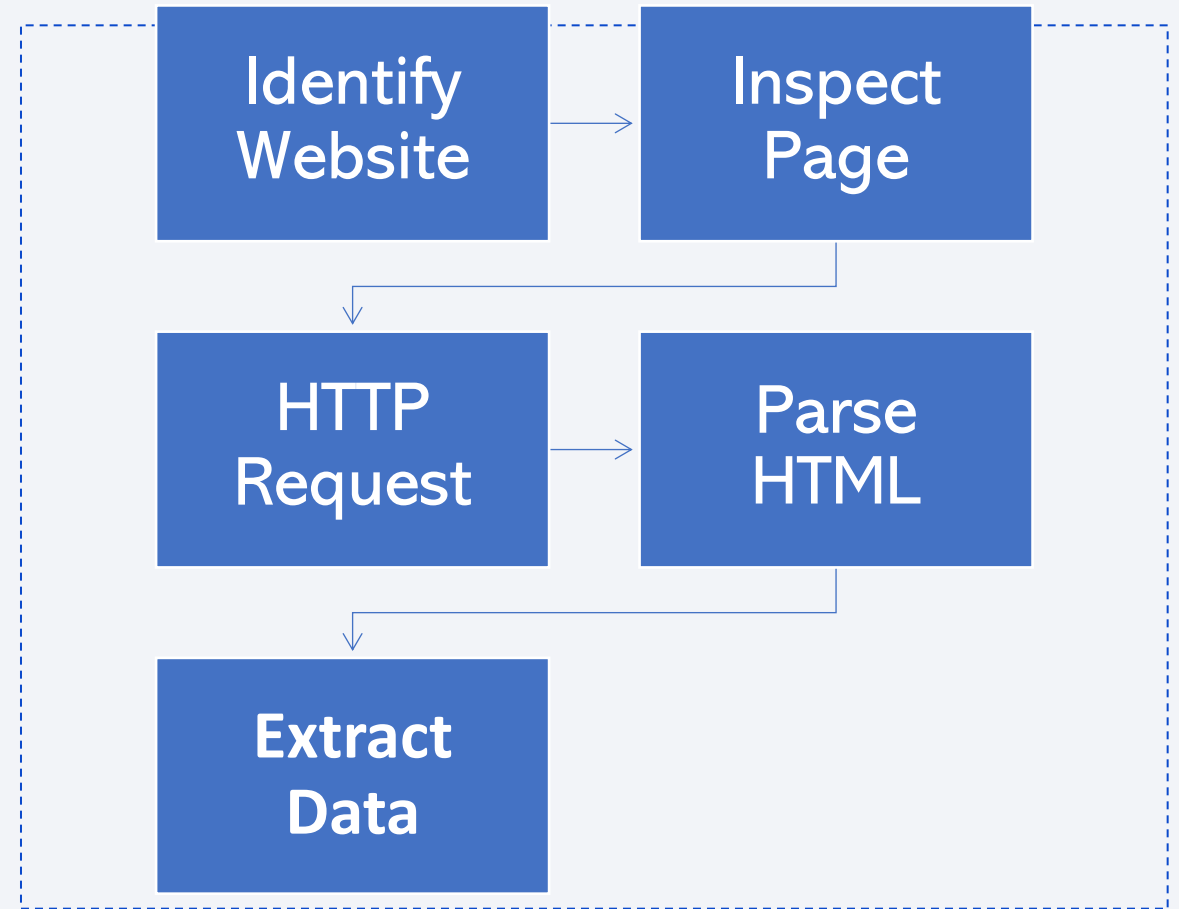 Identify
Website
Inspect
Page
HTTP
Request
Parse
HTML
Extract
Data